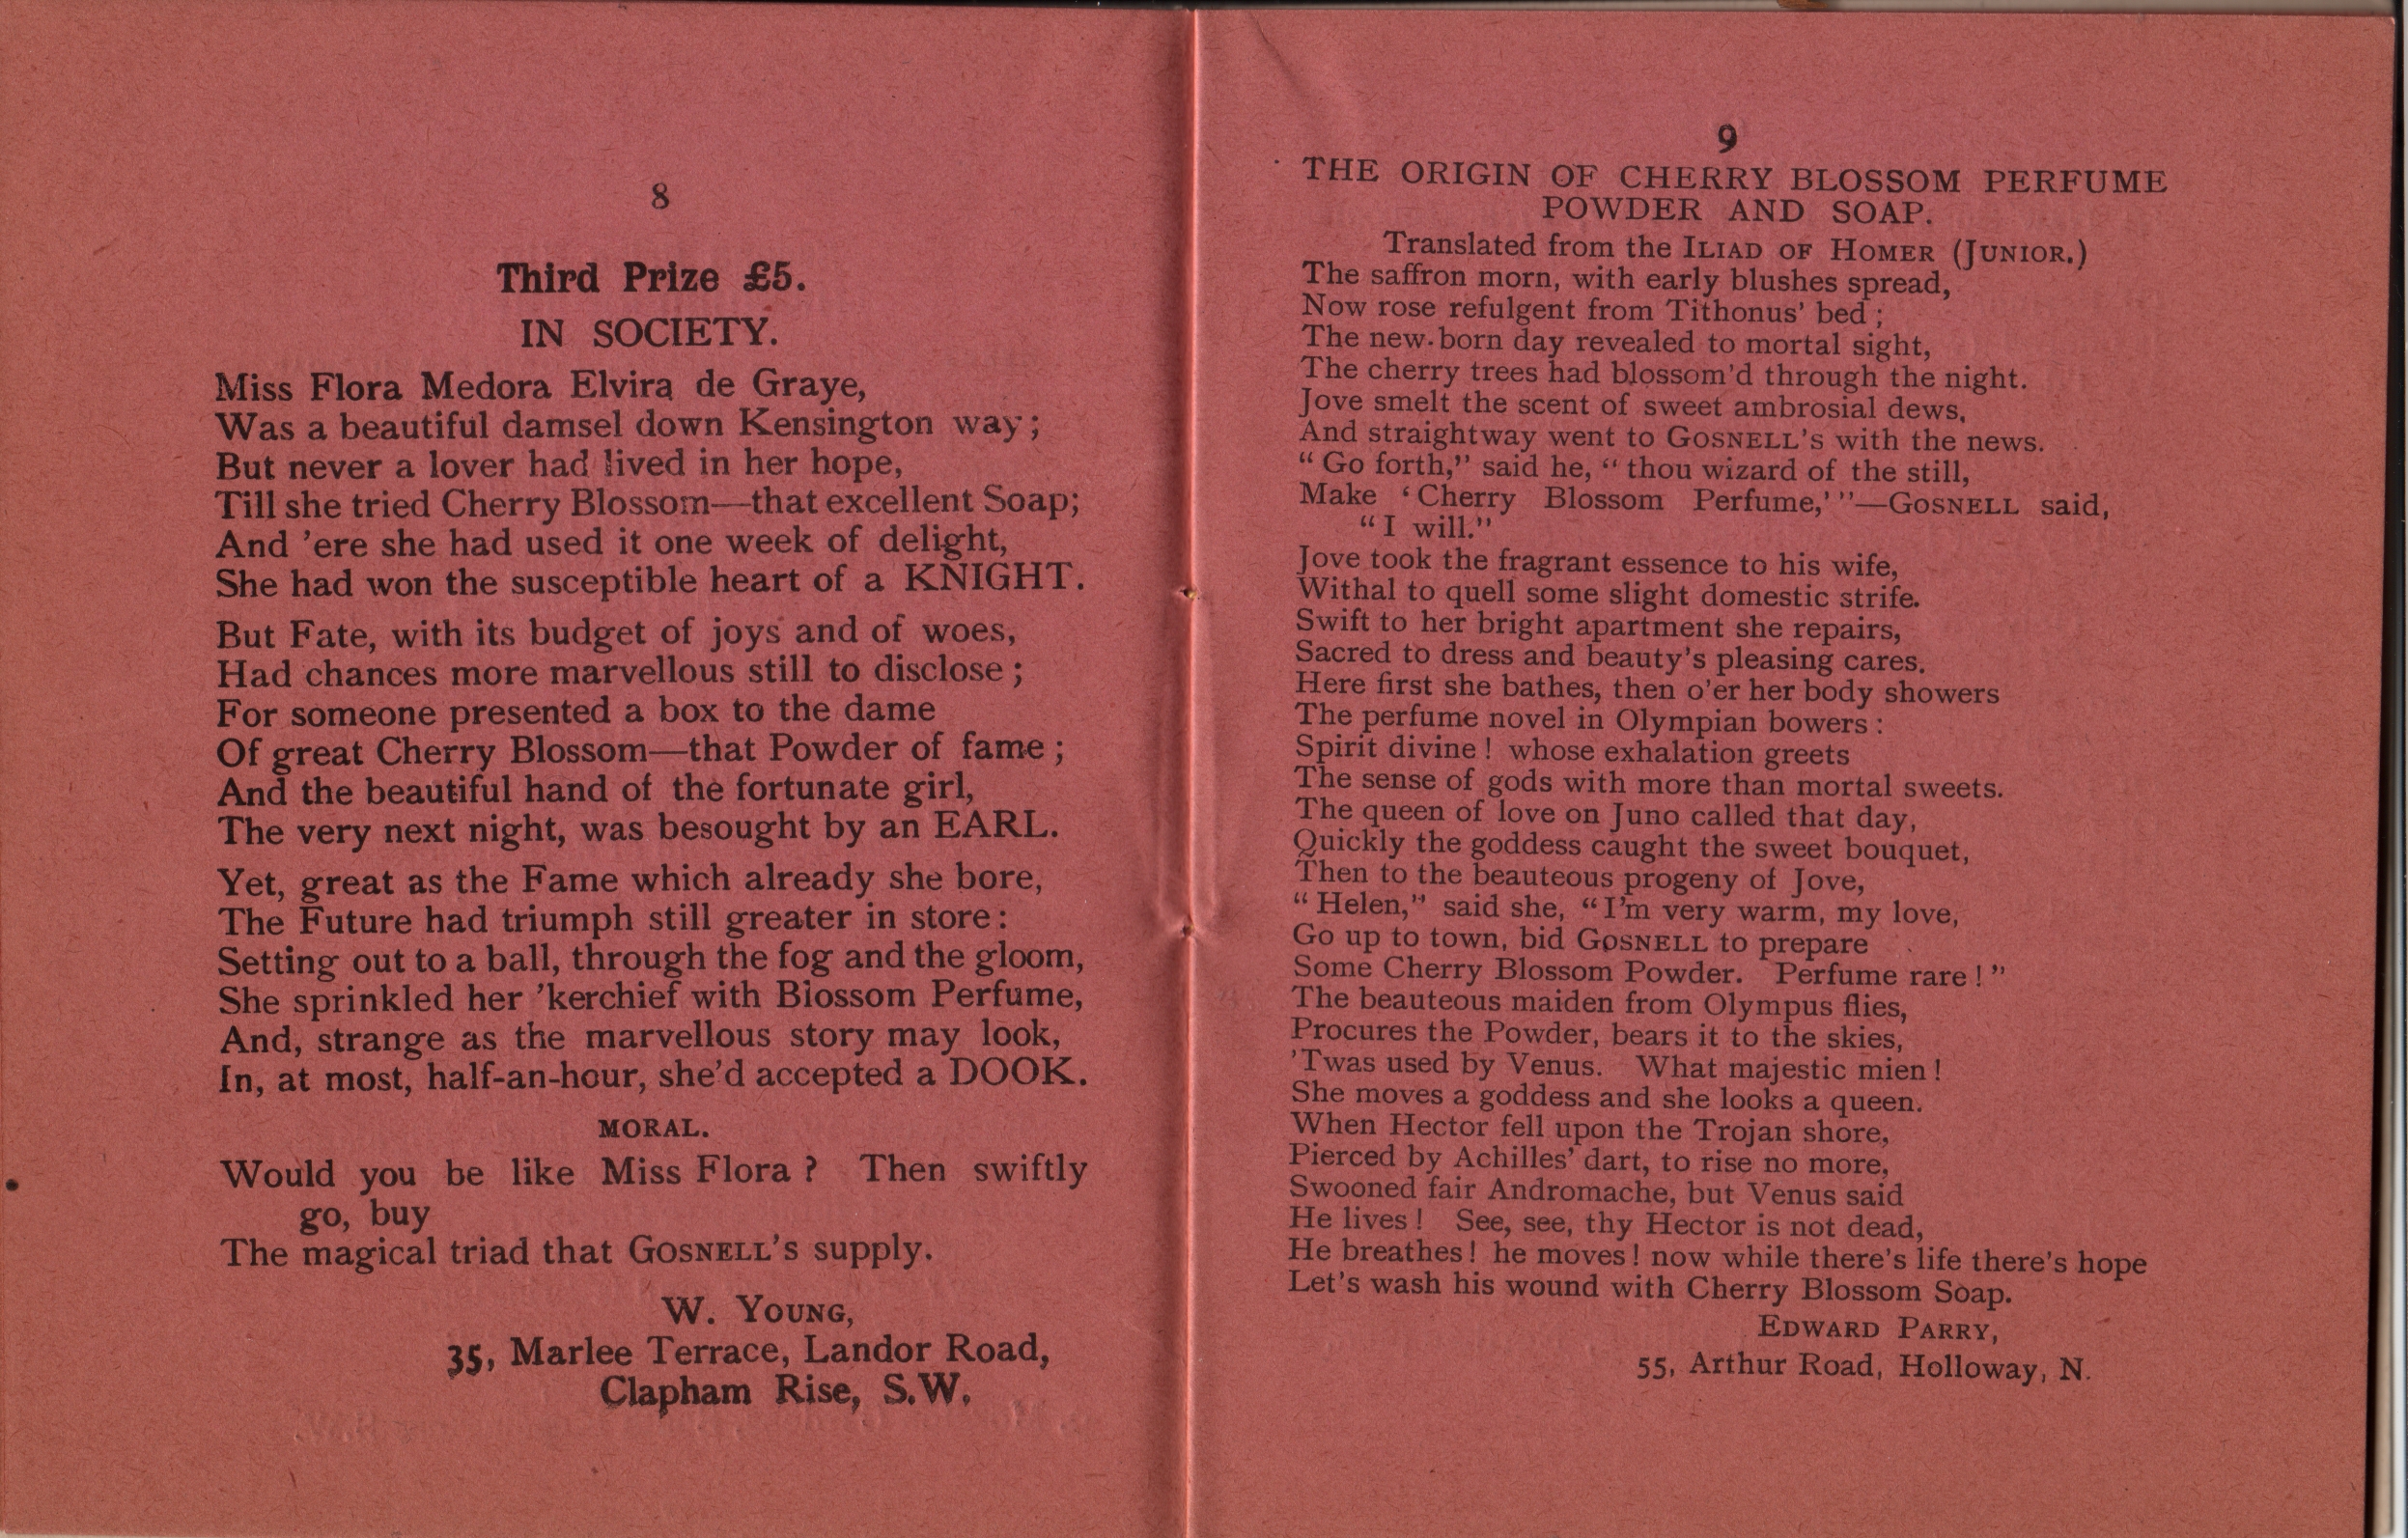 8
Third Prize £5.
IN SOCIETY.
Miss Flora Medora Elvira de Graye,
Was a beautiful damsel down Kensington way;
But never a lover had lived in her hope,
Till she tried Cherry Blossom—that excellent Soap;
And 'ere she had used it one week of delight,
She had won the susceptible heart of a KNIGHT.
But Fate, with its budget of joys and of woes,
Had chances more marvellous still to disclose;
For someone presented a box to the dame
Of great Cherry Blossom—that Powder of fame;
And the beautiful hand of the fortunate girl,
The very next night, was besought by an EARL.
Yet, great as the Fame which already she bore,
The Future had triumph still greater in store:
Setting out to a ball, through the fog and the gloom,
She sprinkled her 'kerchief with Blossom Perfume,
And, strange as the marvellous story may look,
In, at most, half-an-hour, she'd accepted a DOOK.
MORAL.
Would you be like Miss Flora? Then swiftly
go, buy
The magical triad that GOSNELL'S supply.
W. YOUNG,
35, Marlee Terrace, Landor Road,
Clapham Rise, S.W.
9
THE ORIGIN OF CHERRY BLOSSOM PERFUME
POWDER AND SOAP.
Translated from the ILIAD OF HOMER (JUNIOR.)
The saffron morn, with early blushes spread,
Now rose refulgent from Tithonus' bed;
The new-born day revealed to mortal sight,
The cherry trees had blossom'd through the night.
Jove smelt the scent of sweet ambrosial dews,
And straightway went to GOSNELL'S with the news.
"Go forth," said he, "thou wizard of the still,
Make 'Cherry Blossom Perfume,'"—GOSNELL said,
"I will."
Jove took the fragrant essence to his wife,
Withal to quell some slight domestic strife.
Swift to her bright apartment she repairs,
Sacred to dress and beauty's pleasing cares.
Here first she bathes, then o'er her body showers
The perfume novel in Olympian bowers:
Spirit divine! whose exhalation greets
The sense of gods with more than mortal sweets.
The queen of love on Juno called that day,
Quickly the goddess caught the sweet bouquet,
Then to the beauteous progeny of Jove,
"Helen," said she, "I'm very warm, my love,
Go up to town, bid GOSNELL to prepare
Some Cherry Blossom Powder. Perfume rare!"
The beauteous maiden from Olympus flies,
Procures the Powder, bears it to the skies,
'Twas used by Venus. What majestic mien!
She moves a goddess and she looks a queen.
When Hector fell upon the Trojan shore,
Pierced by Achilles' dart, to rise no more,
Swooned fair Andromache, but Venus said
He lives! See, see, thy Hector is not dead,
He breathes! he moves! now while there's life there's hope
Let's wash his wound with Cherry Blossom Soap.
EDWARD PARRY,
55, Arthur Road, Holloway, N.